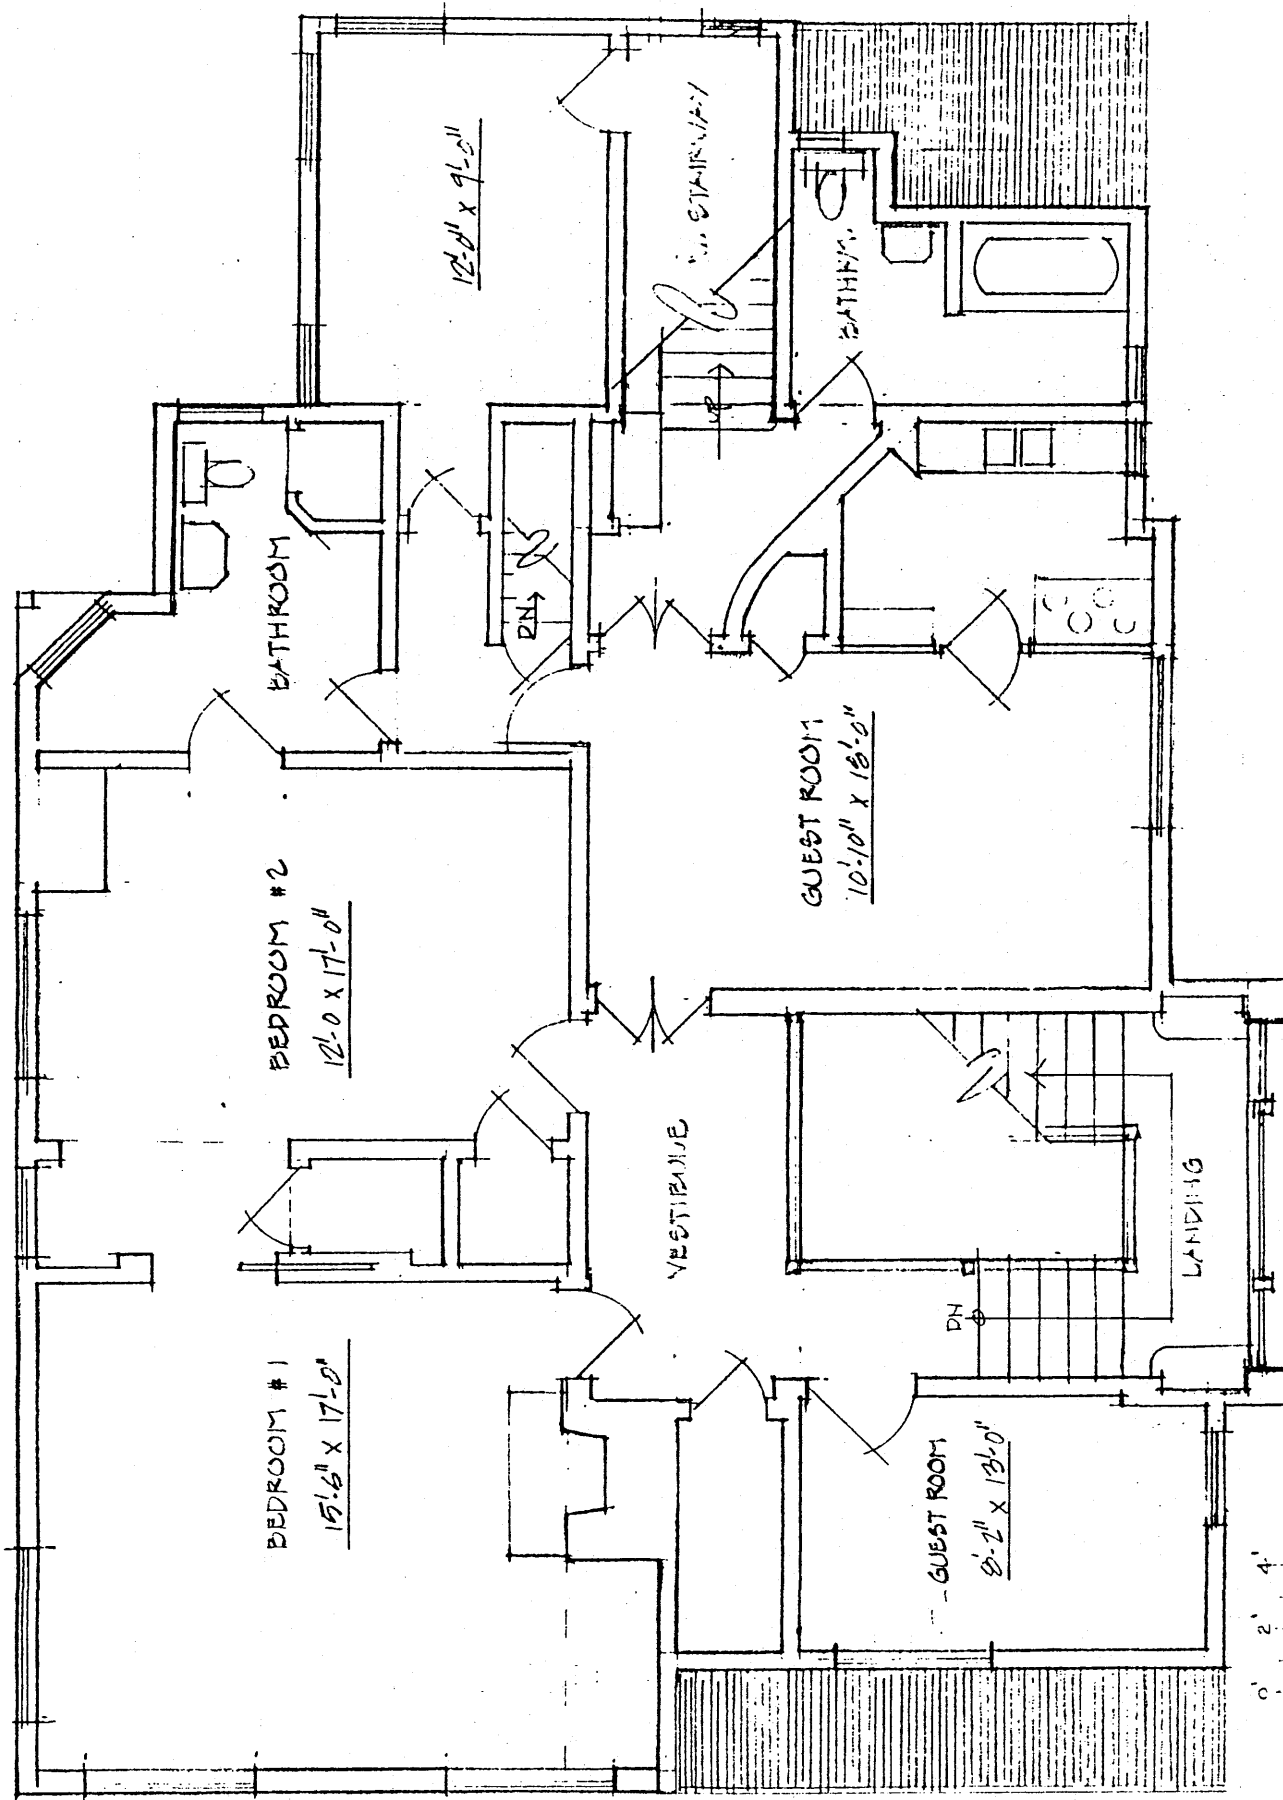 12'-0" x 9'-0"
STAIRWAY
UP
BATHRM.
BATHROOM
DN
GUEST ROOM
10'-10" x 18'-0"
BEDROOM #2
12'-0 x 17'-0"
VESTIBULE
LANDING
DN
BEDROOM #1
15'-6" x 17'-0"
GUEST ROOM
8'-2" x 13'-0"
0' 2' 4'